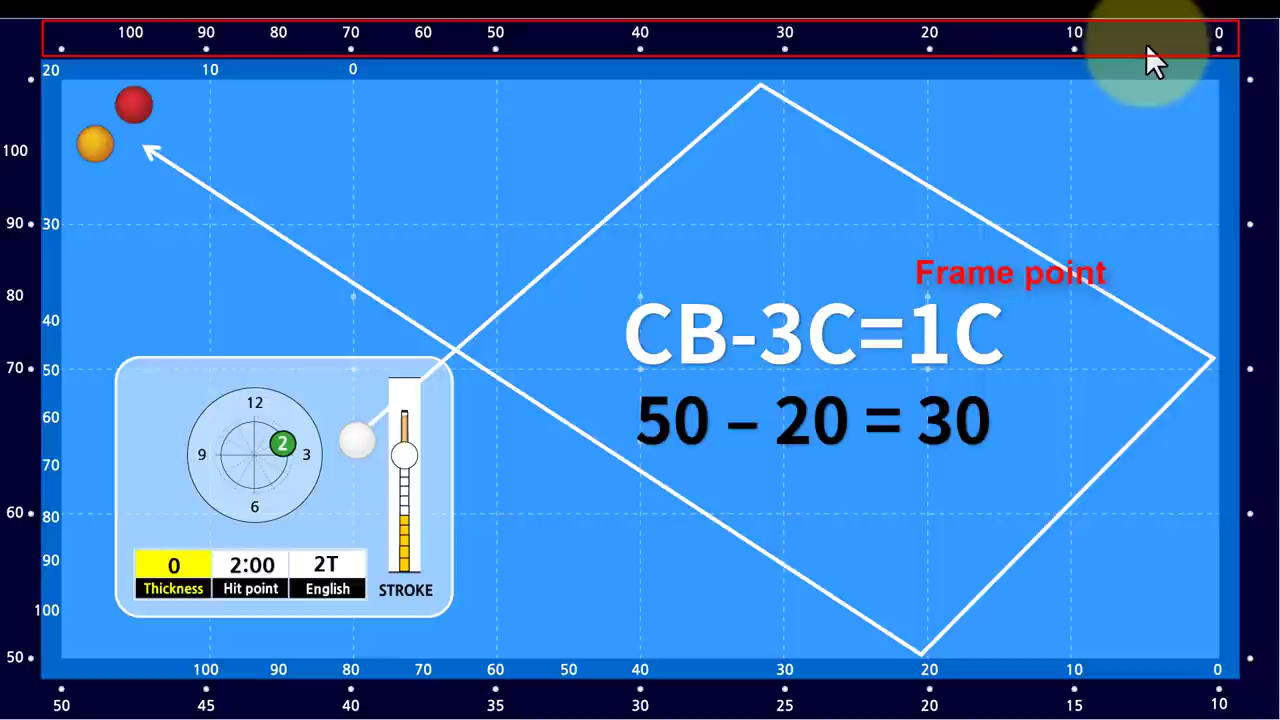 100 90 80 70 60 50 40 30 20 10 0
20 10 0
100
90 30
80
40
70 50
60
70
60 80
90
100
50
Frame point
CB-3C=1C
50 – 20 = 30
12
9 2 3
6
0 2:00 2T
Thickness Hit point English
STROKE
100 90 80 70 60 50 40 30 20 10 0
50 45 40 35 30 25 20 15 10